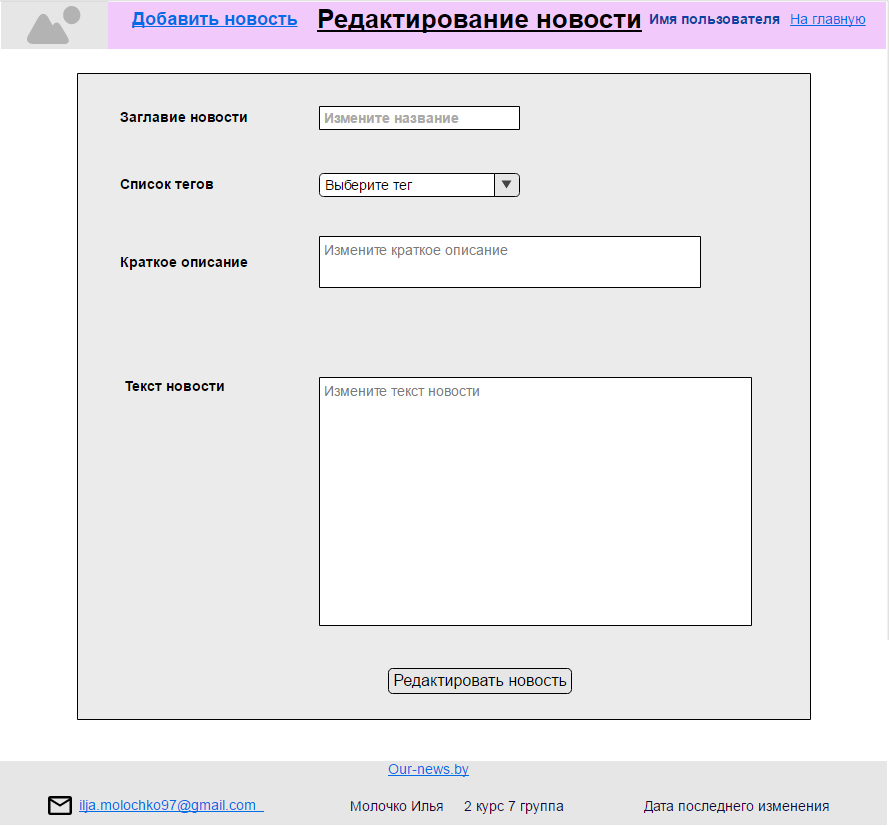 Добавить новость Редактирование новости Имя пользователя На главную
Заглавие новости Измените название
Список тегов Выберите тег
Краткое описание Измените краткое описание
Текст новости Измените текст новости
Редактировать новость
Our-news.by
ilja.molochko97@gmail.com Молочко Илья 2 курс 7 группа Дата последнего изменения